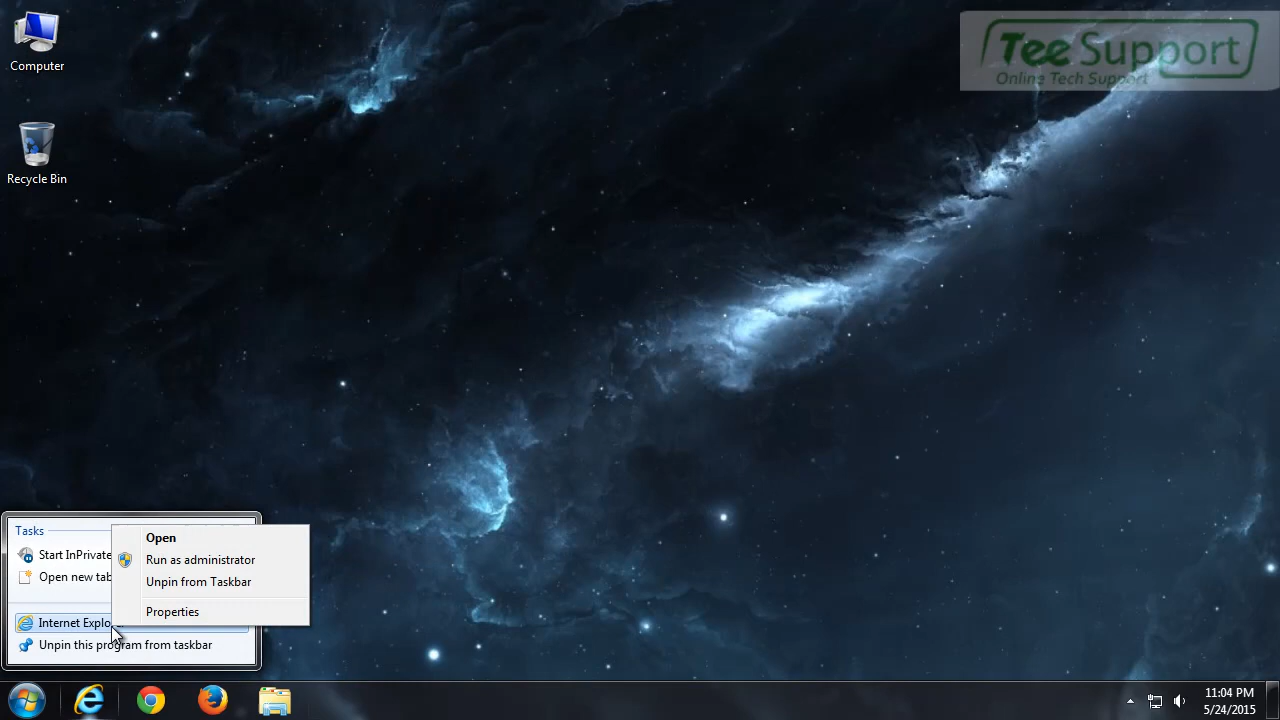 Computer
Recycle Bin
Tee Support
Online Tech Support
Tasks
Start InPrivate
Open new tab
Internet Explo
Unpin this program from taskbar
Open
Run as administrator
Unpin from Taskbar
Properties
11:04 PM
5/24/2015